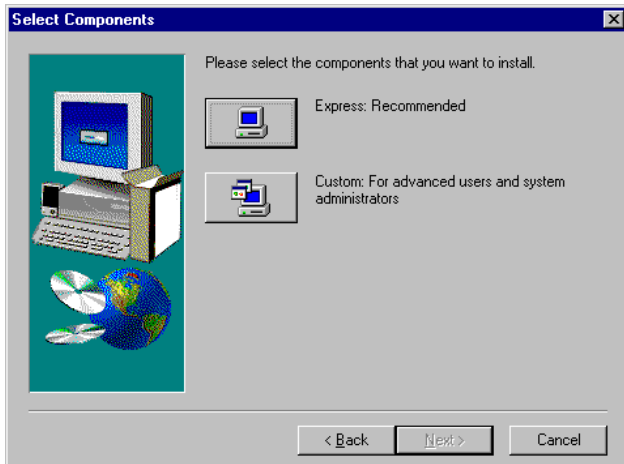 Select Components
Please select the components that you want to install.
Express: Recommended
Custom: For advanced users and system
administrators
< Back
Next >
Cancel